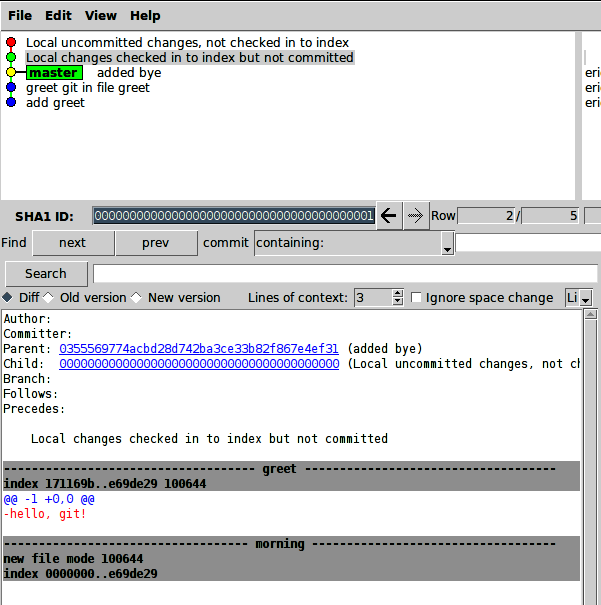 File Edit View Help
Local uncommitted changes, not checked in to index
Local changes checked in to index but not committed
master added bye
eri
greet git in file greet
eri
add greet
eri
SHA1 ID: 0000000000000000000000000000000000000001
Row 2 / 5
Find next prev commit containing:
Search
Diff Old version New version Lines of context: 3 Ignore space change Li
Author:
Committer:
Parent: 0355569774acbd28d742ba3ce33b82f867e4ef31 (added bye)
Child: 0000000000000000000000000000000000000000 (Local uncommitted changes, not ch
Branch:
Follows:
Precedes:
Local changes checked in to index but not committed
------------------------------------ greet ------------------------------------
index 171169b..e69de29 100644
@@ -1 +0,0 @@
-hello, git!
----------------------------------- morning -----------------------------------
new file mode 100644
index 0000000..e69de29